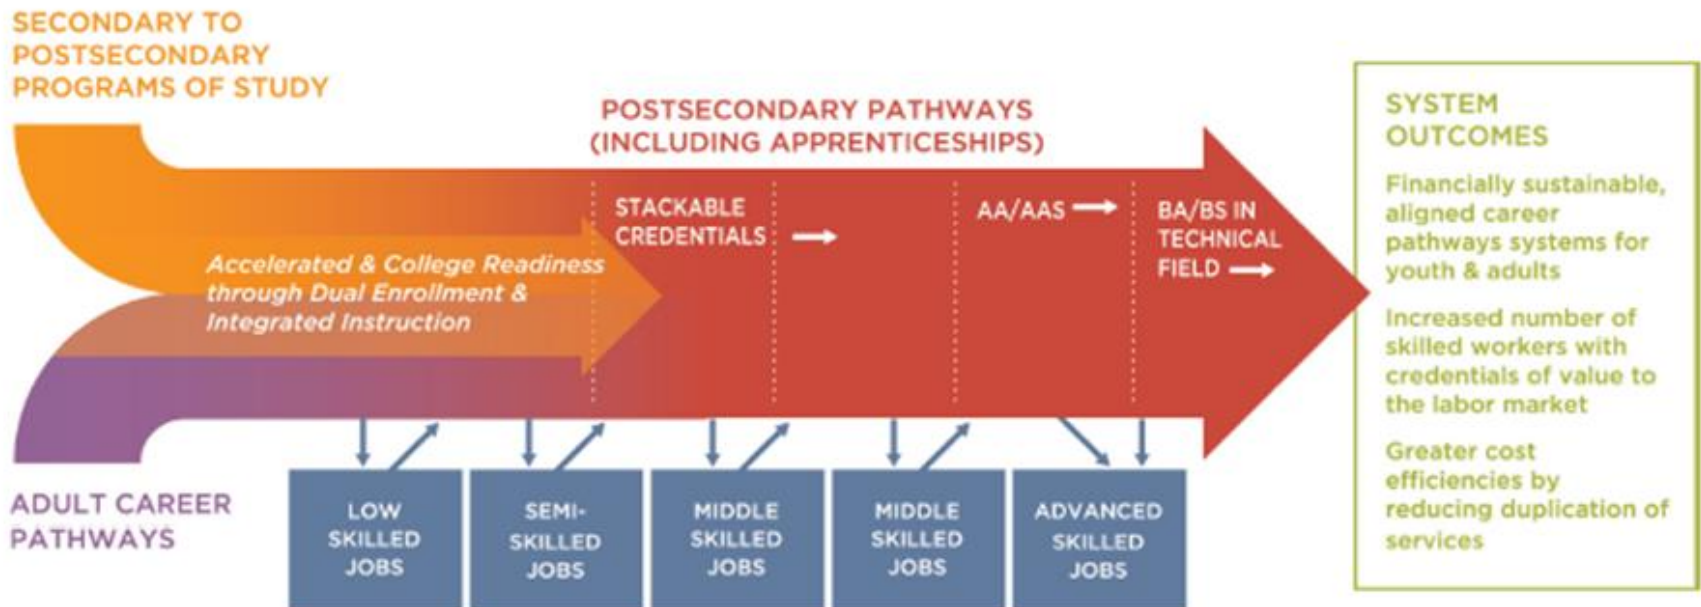 SECONDARY TO
POSTSECONDARY
PROGRAMS OF STUDY
POSTSECONDARY PATHWAYS
(INCLUDING APPRENTICESHIPS)
STACKABLE
CREDENTIALS
AA/AAS
BA/BS IN
TECHNICAL
FIELD
Accelerated & College Readiness
through Dual Enrollment &
Integrated Instruction
ADULT CAREER
PATHWAYS
LOW
SKILLED
JOBS
SEMI-
SKILLED
JOBS
MIDDLE
SKILLED
JOBS
MIDDLE
SKILLED
JOBS
ADVANCED
SKILLED
JOBS
SYSTEM
OUTCOMES
Financially sustainable,
aligned career
pathways systems for
youth & adults
Increased number of
skilled workers with
credentials of value to
the labor market
Greater cost
efficiencies by
reducing duplication of
services